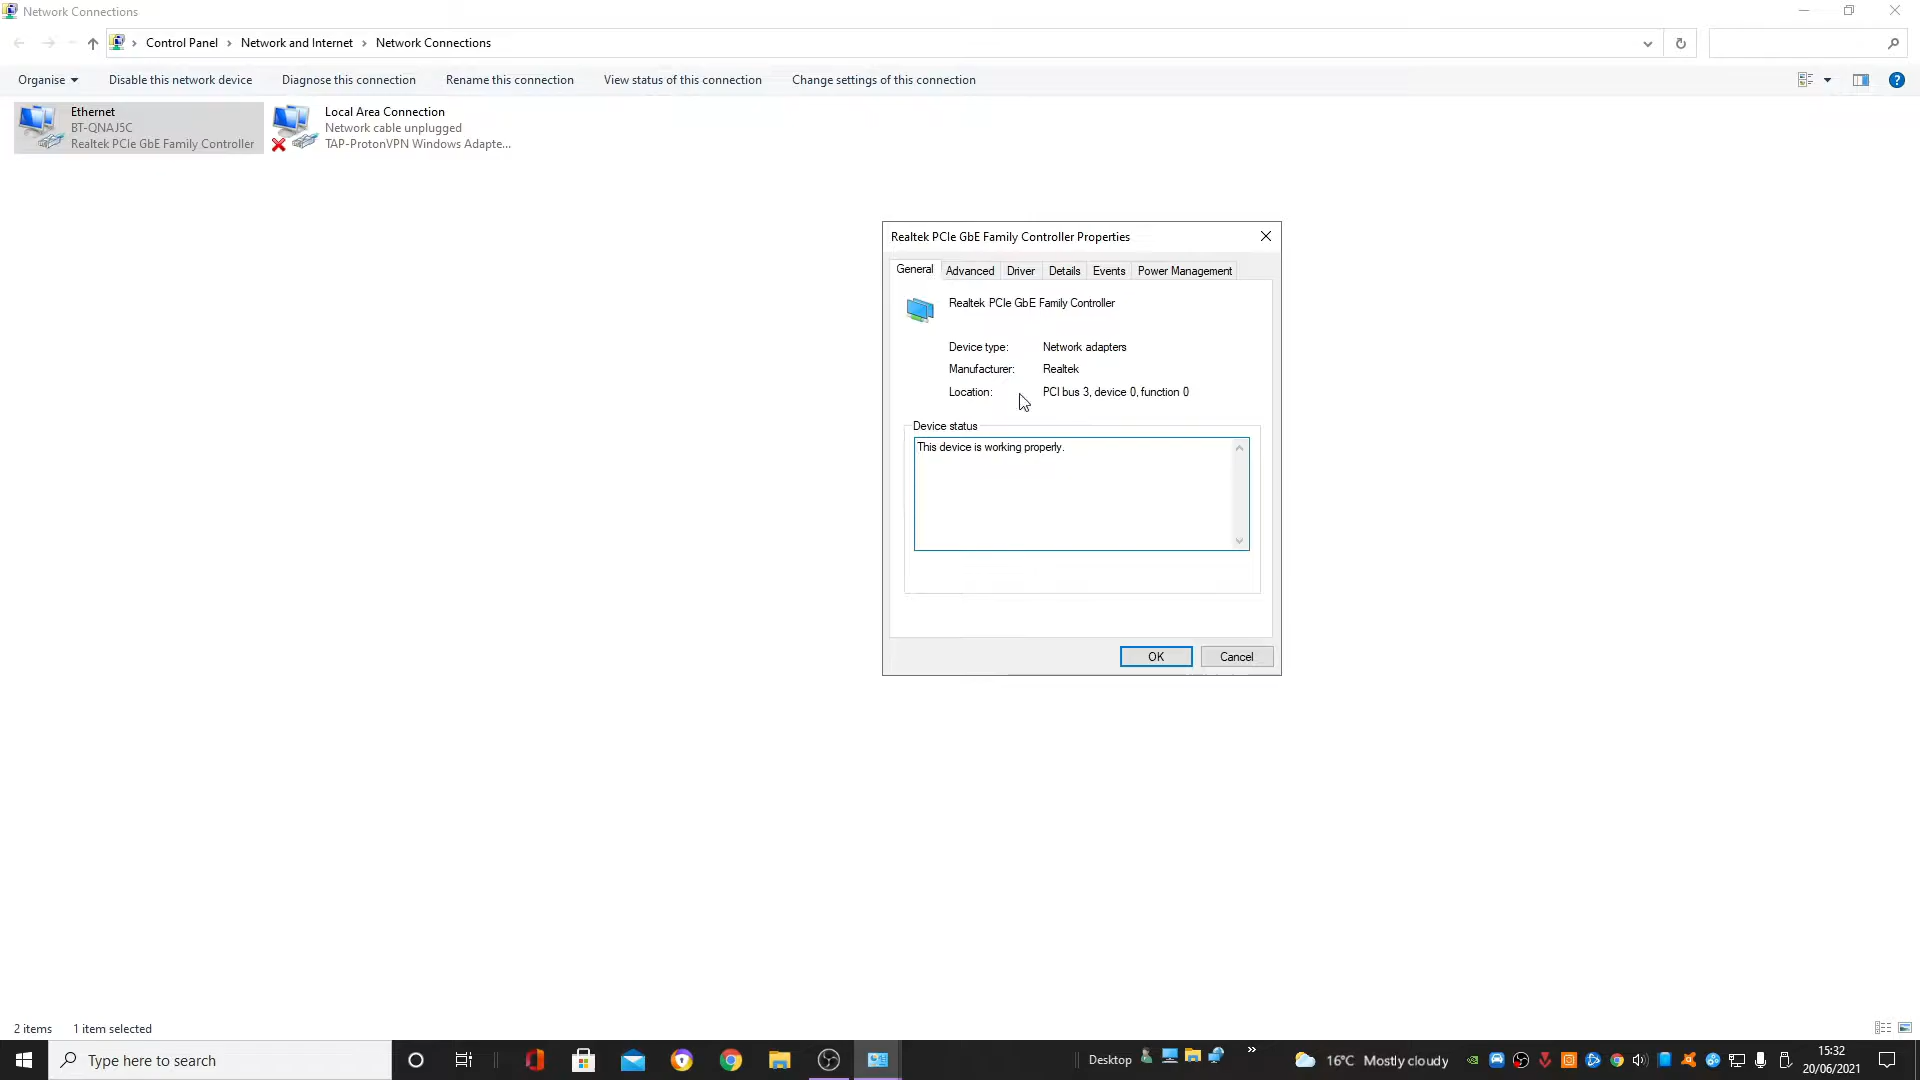 Network Connections
Control Panel > Network and Internet > Network Connections
Organise Disable this network device Diagnose this connection Rename this connection View status of this connection Change settings of this connection
Ethernet
BT-QNAJ5C
Realtek PCIe GbE Family Controller
Local Area Connection
Network cable unplugged
TAP-ProtonVPN Windows Adapte...
Realtek PCIe GbE Family Controller Properties
General Advanced Driver Details Events Power Management
Realtek PCIe GbE Family Controller
Device type: Network adapters
Manufacturer: Realtek
Location: PCI bus 3, device 0, function 0
Device status
This device is working properly.
OK Cancel
2 items 1 item selected
Type here to search
Desktop
16°C Mostly cloudy
15:32
20/06/2021